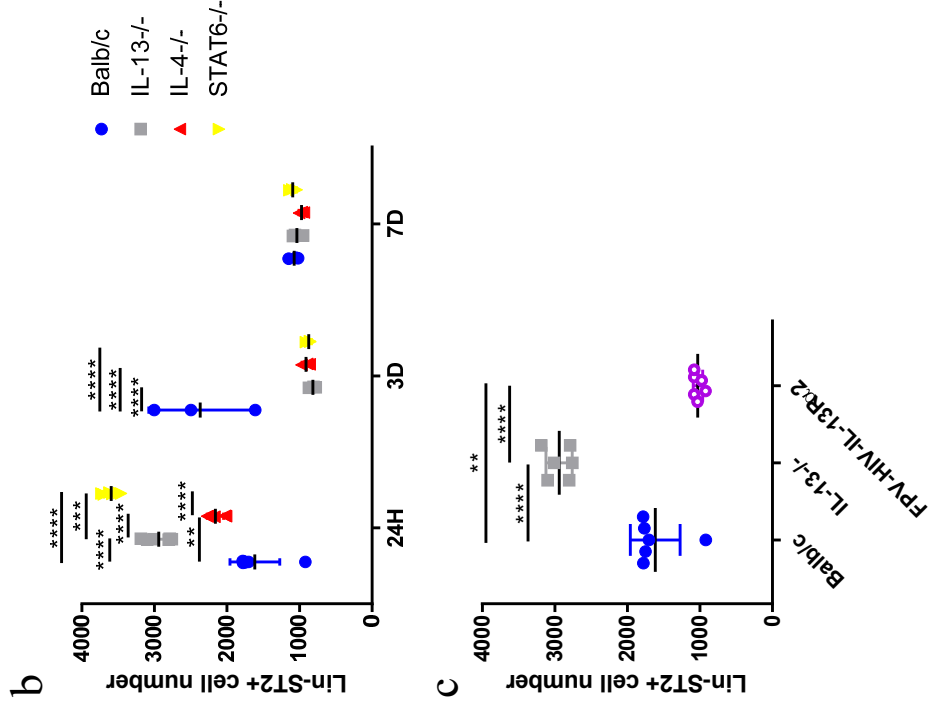 b
Lin-ST2+ cell number
4000
3000
2000
1000
0
24H
3D
7D
****
***
****
****
****
**
****
****
****
Balb/c
IL-13-/-
IL-4-/-
STAT6-/-
c
Lin-ST2+ cell number
4000
3000
2000
1000
0
**
****
****
Balb/c
IL-13-/-
FPV-HIV-IL-13Rα2